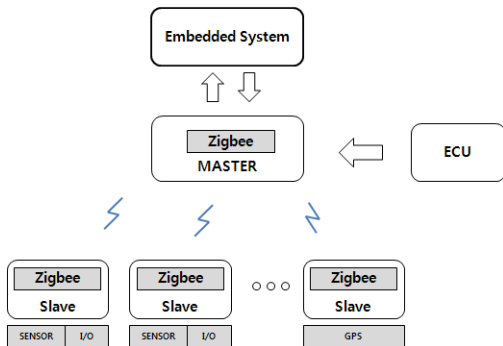 Embedded System
Zigbee
MASTER
ECU
Zigbee Zigbee Zigbee
Slave Slave Slave
SENSOR I/O SENSOR I/O GPS